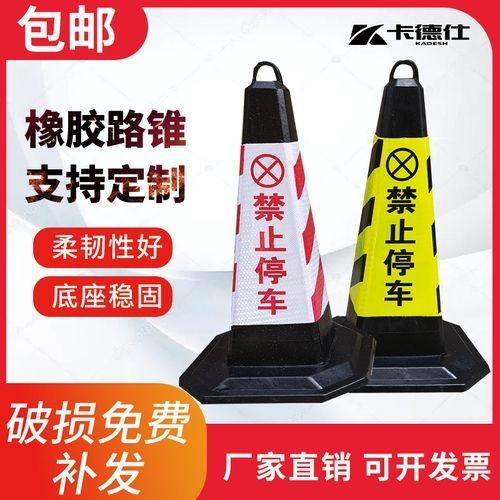 包邮
卡德仕
KADESH
橡胶路锥
支持定制
柔韧性好
底座稳固
禁止停车
禁止停车
破损免费
补发
厂家直销 可开发票